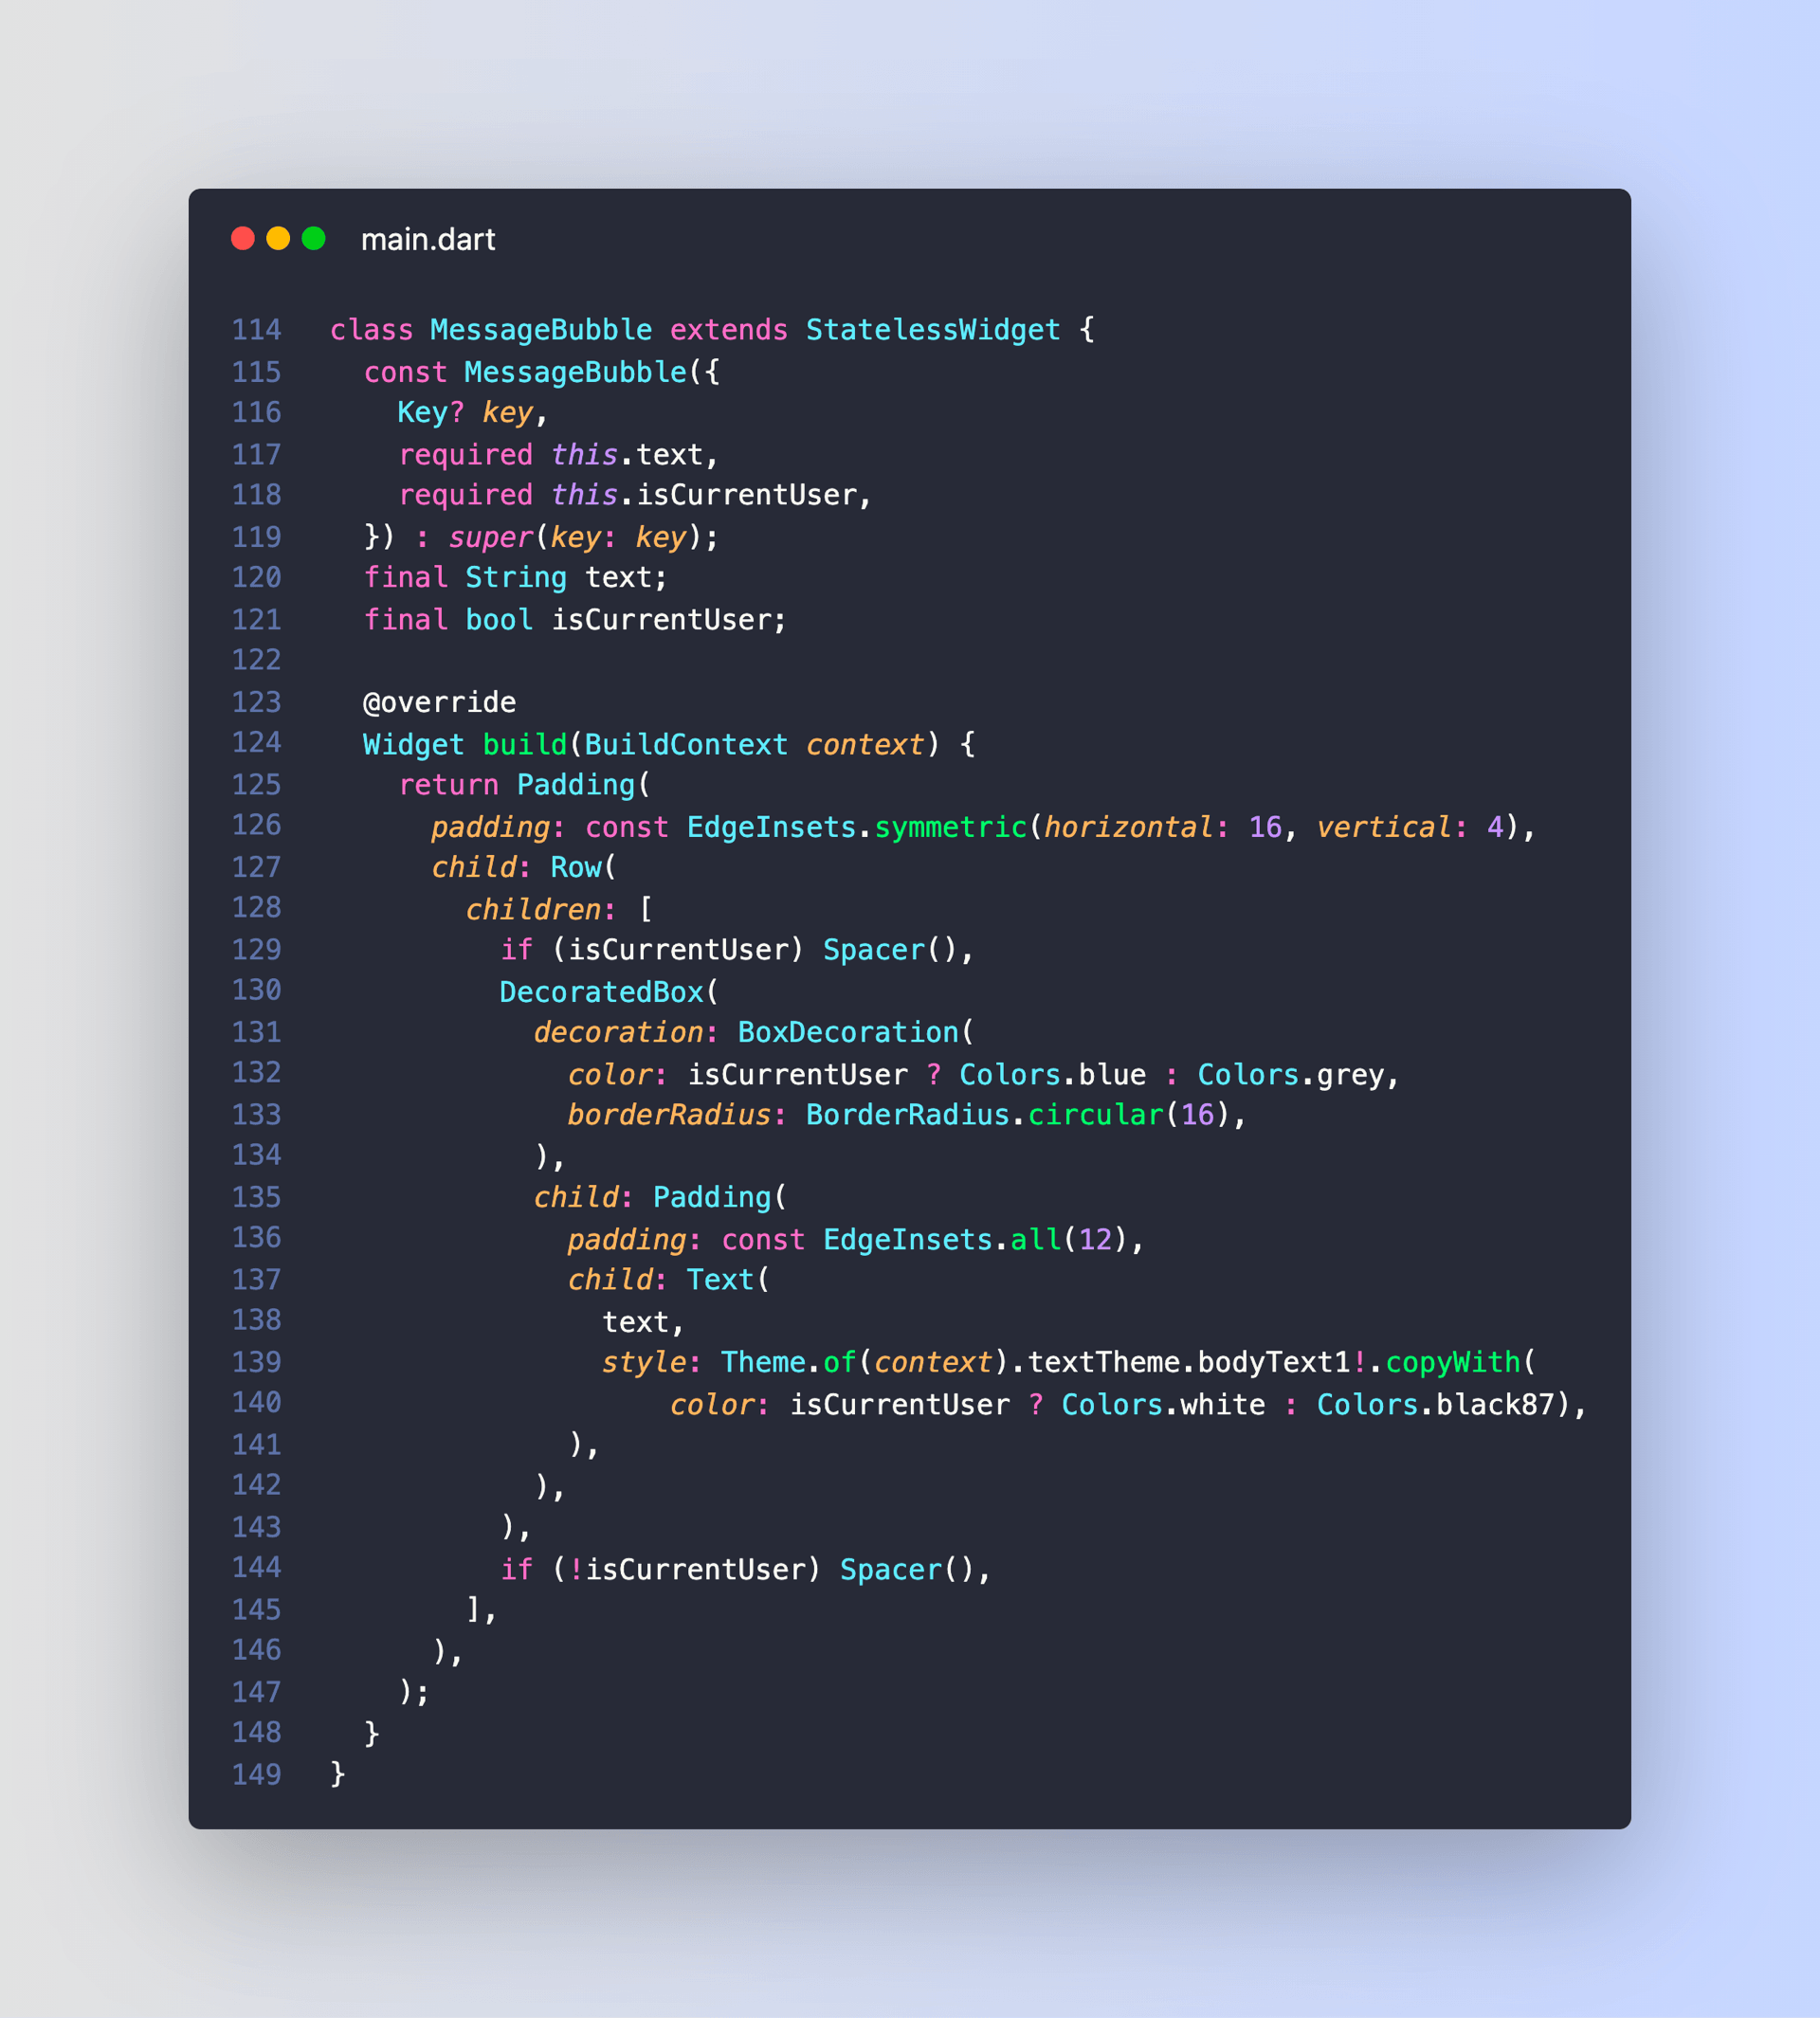 main.dart
114 class MessageBubble extends StatelessWidget {
115   const MessageBubble({
116     Key? key,
117     required this.text,
118     required this.isCurrentUser,
119   }) : super(key: key);
120   final String text;
121   final bool isCurrentUser;
122
123   @override
124   Widget build(BuildContext context) {
125     return Padding(
126       padding: const EdgeInsets.symmetric(horizontal: 16, vertical: 4),
127       child: Row(
128         children: [
129           if (isCurrentUser) Spacer(),
130           DecoratedBox(
131             decoration: BoxDecoration(
132               color: isCurrentUser ? Colors.blue : Colors.grey,
133               borderRadius: BorderRadius.circular(16),
134             ),
135             child: Padding(
136               padding: const EdgeInsets.all(12),
137               child: Text(
138                 text,
139                 style: Theme.of(context).textTheme.bodyText1!.copyWith(
140                     color: isCurrentUser ? Colors.white : Colors.black87),
141               ),
142             ),
143           ),
144           if (!isCurrentUser) Spacer(),
145         ],
146       ),
147     );
148   }
149 }